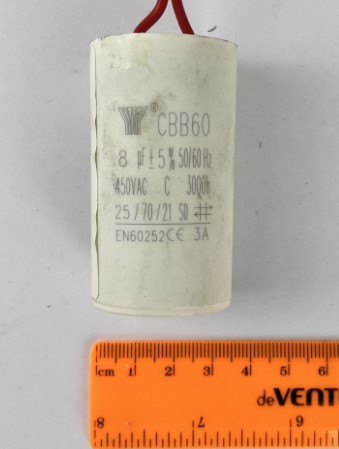 ® CBB60
8 μF±5% 50/60Hz
450VAC C 3000h
25/70/21 S0
EN60252 CE 3A
cm 1 2 3 4 5 6
deVENT
8 7 6